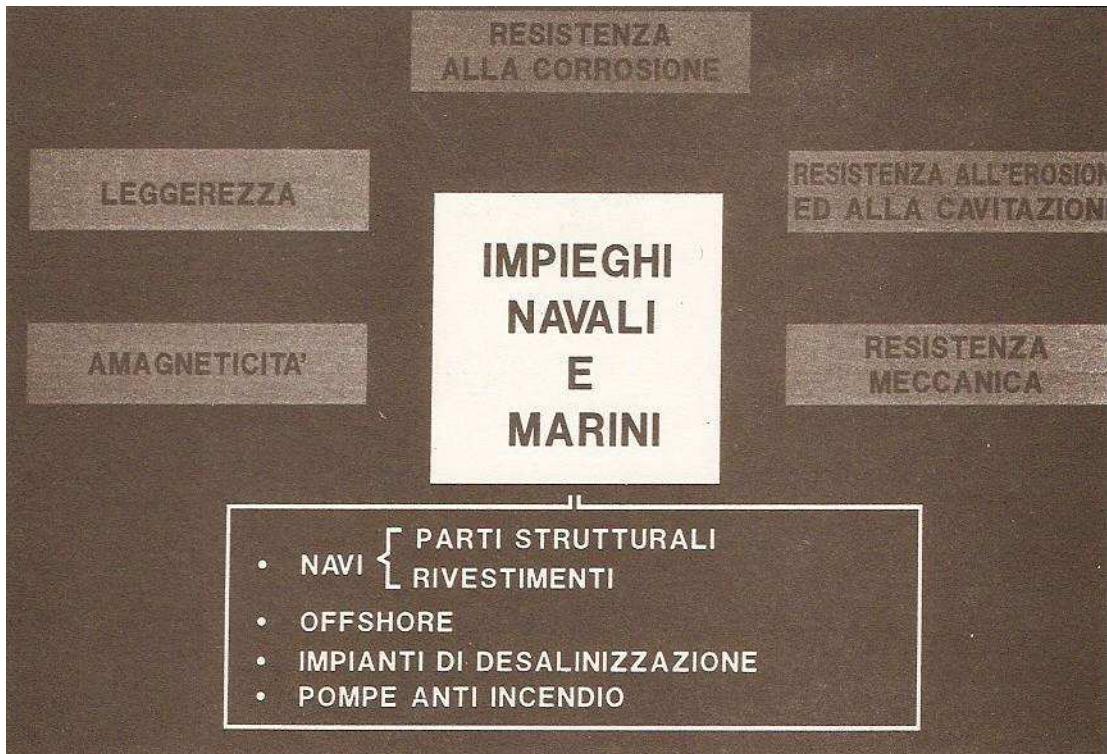 RESISTENZA
ALLA CORROSIONE
LEGGEREZZA
RESISTENZA ALL'EROSION
ED ALLA CAVITAZION
IMPIEGHI
NAVALI
E
MARINI
AMAGNETICITA'
RESISTENZA
MECCANICA
• NAVI { PARTI STRUTTURALI
RIVESTIMENTI
• OFFSHORE
• IMPIANTI DI DESALINIZZAZIONE
• POMPE ANTI INCENDIO